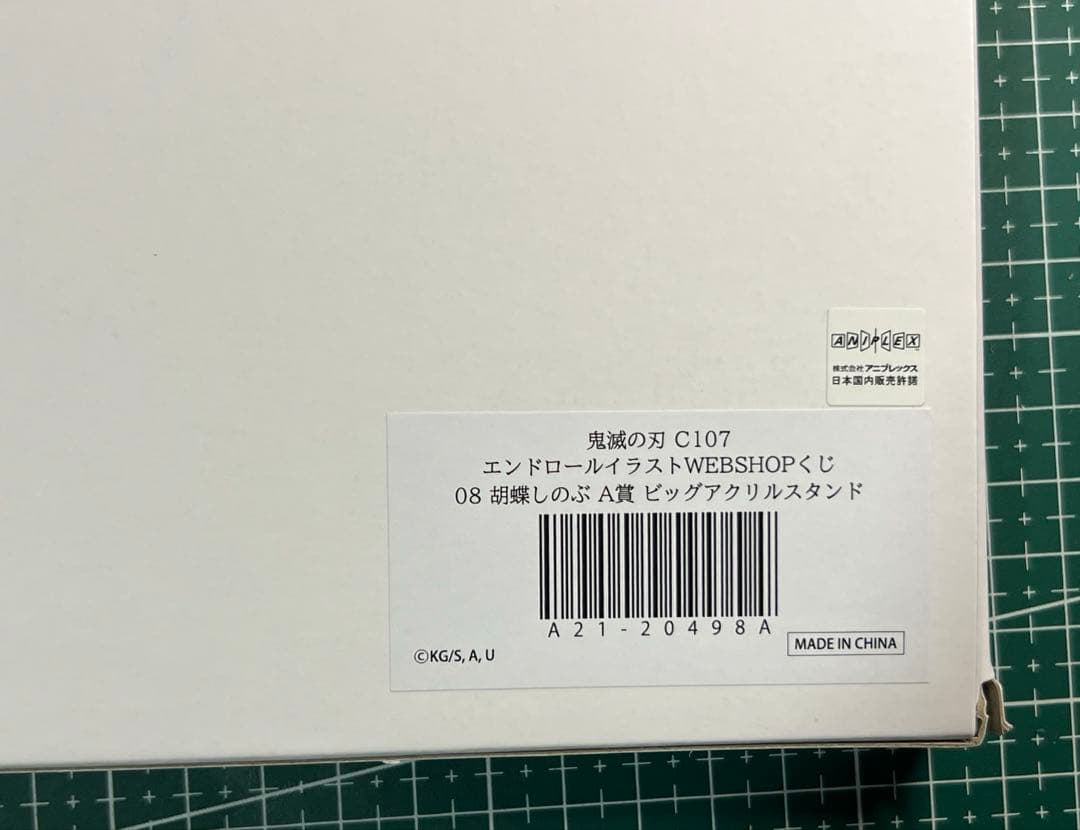 ANIPLEX
株式会社アニプレックス
日本国内販売許諾
鬼滅の刃 C107
エンドロールイラストWEBSHOPくじ
08 胡蝶しのぶ A賞 ビッグアクリルスタンド
A21-20498A
©KG/S, A, U
MADE IN CHINA